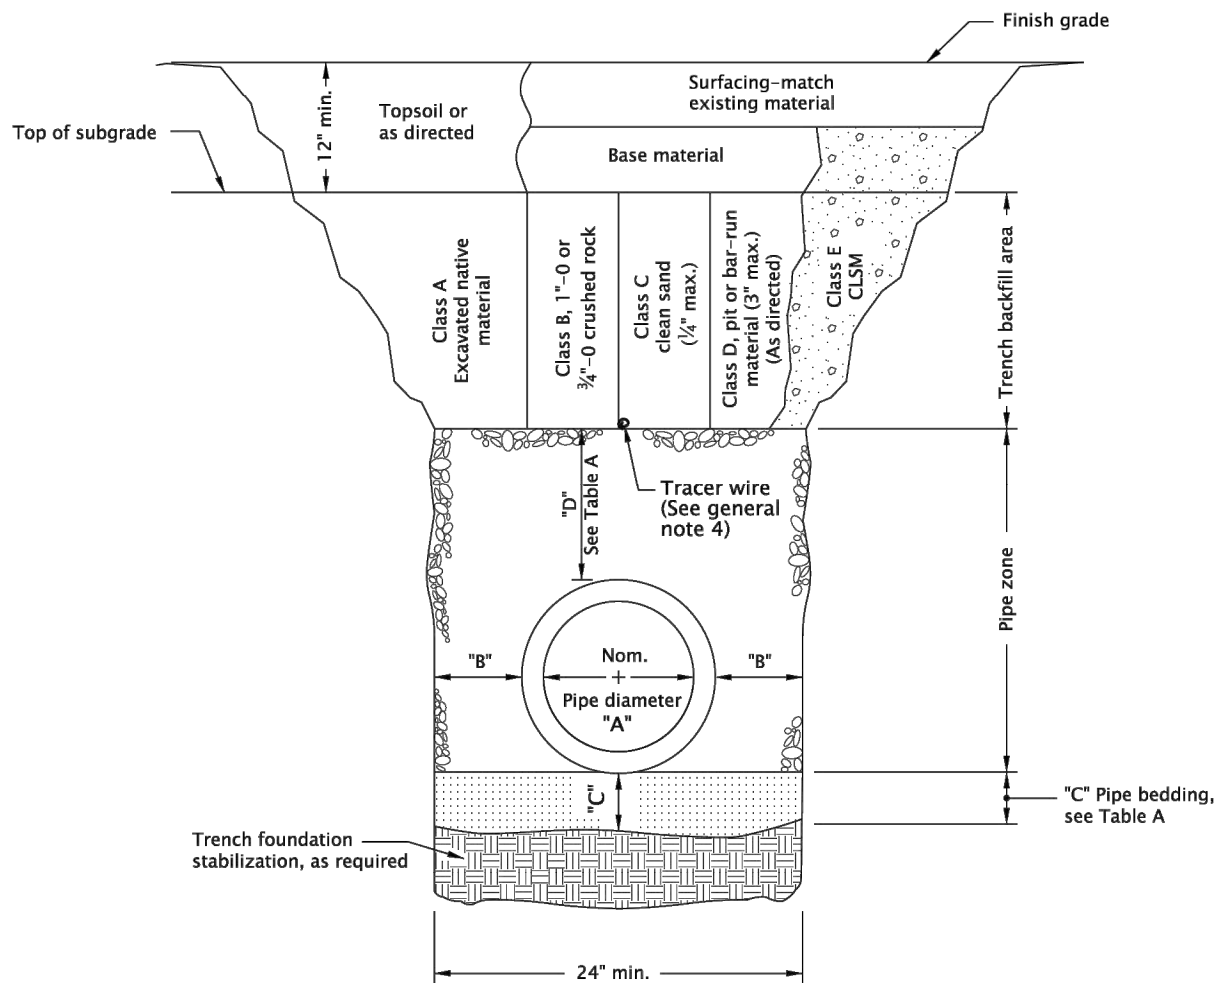 Finish grade
Surfacing-match
existing material
Topsoil or
as directed
12" min.
Top of subgrade
Base material
Class A
Excavated native
material
Class B, 1"-0 or
¾"-0 crushed rock
Class C
clean sand
(¼" max.)
Class D, pit or bar-run
material (3" max.)
(As directed)
Class E
CLSM
Trench backfill area
"D"
See Table A
Tracer wire
(See general
note 4)
Pipe zone
"B"
Nom.
"B"
Pipe diameter
"A"
"C"
"C" Pipe bedding,
see Table A
Trench foundation
stabilization, as required
24" min.